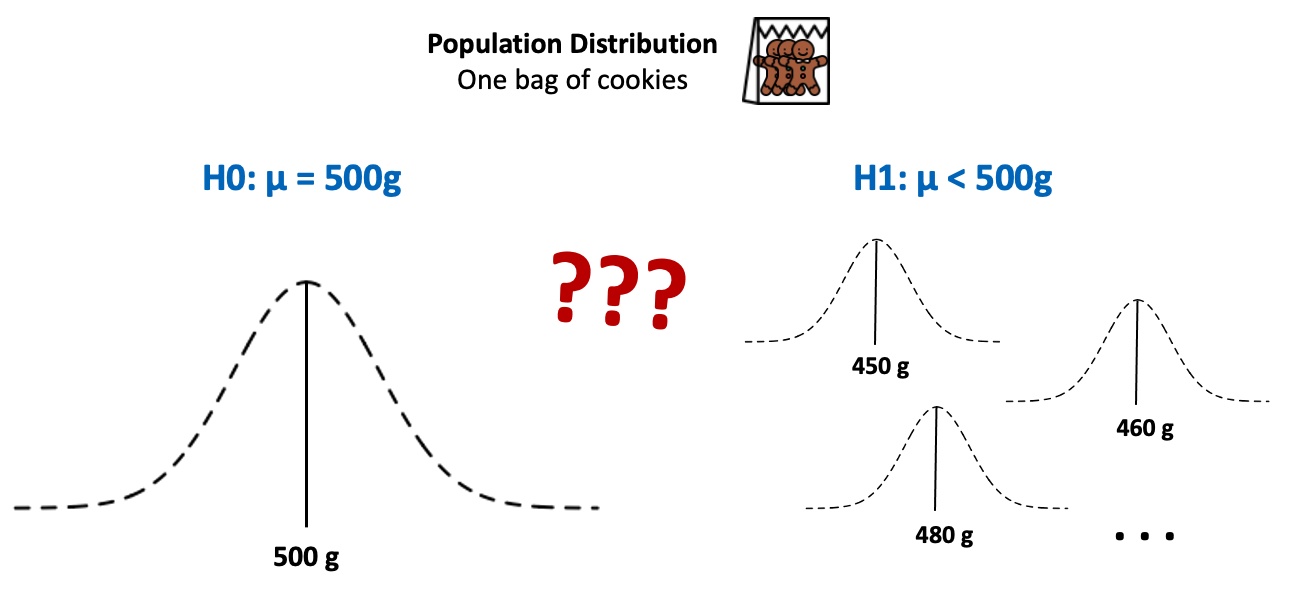 Population Distribution
One bag of cookies
H0: μ = 500g
H1: μ < 500g
???
450 g
460 g
480 g
500 g
...